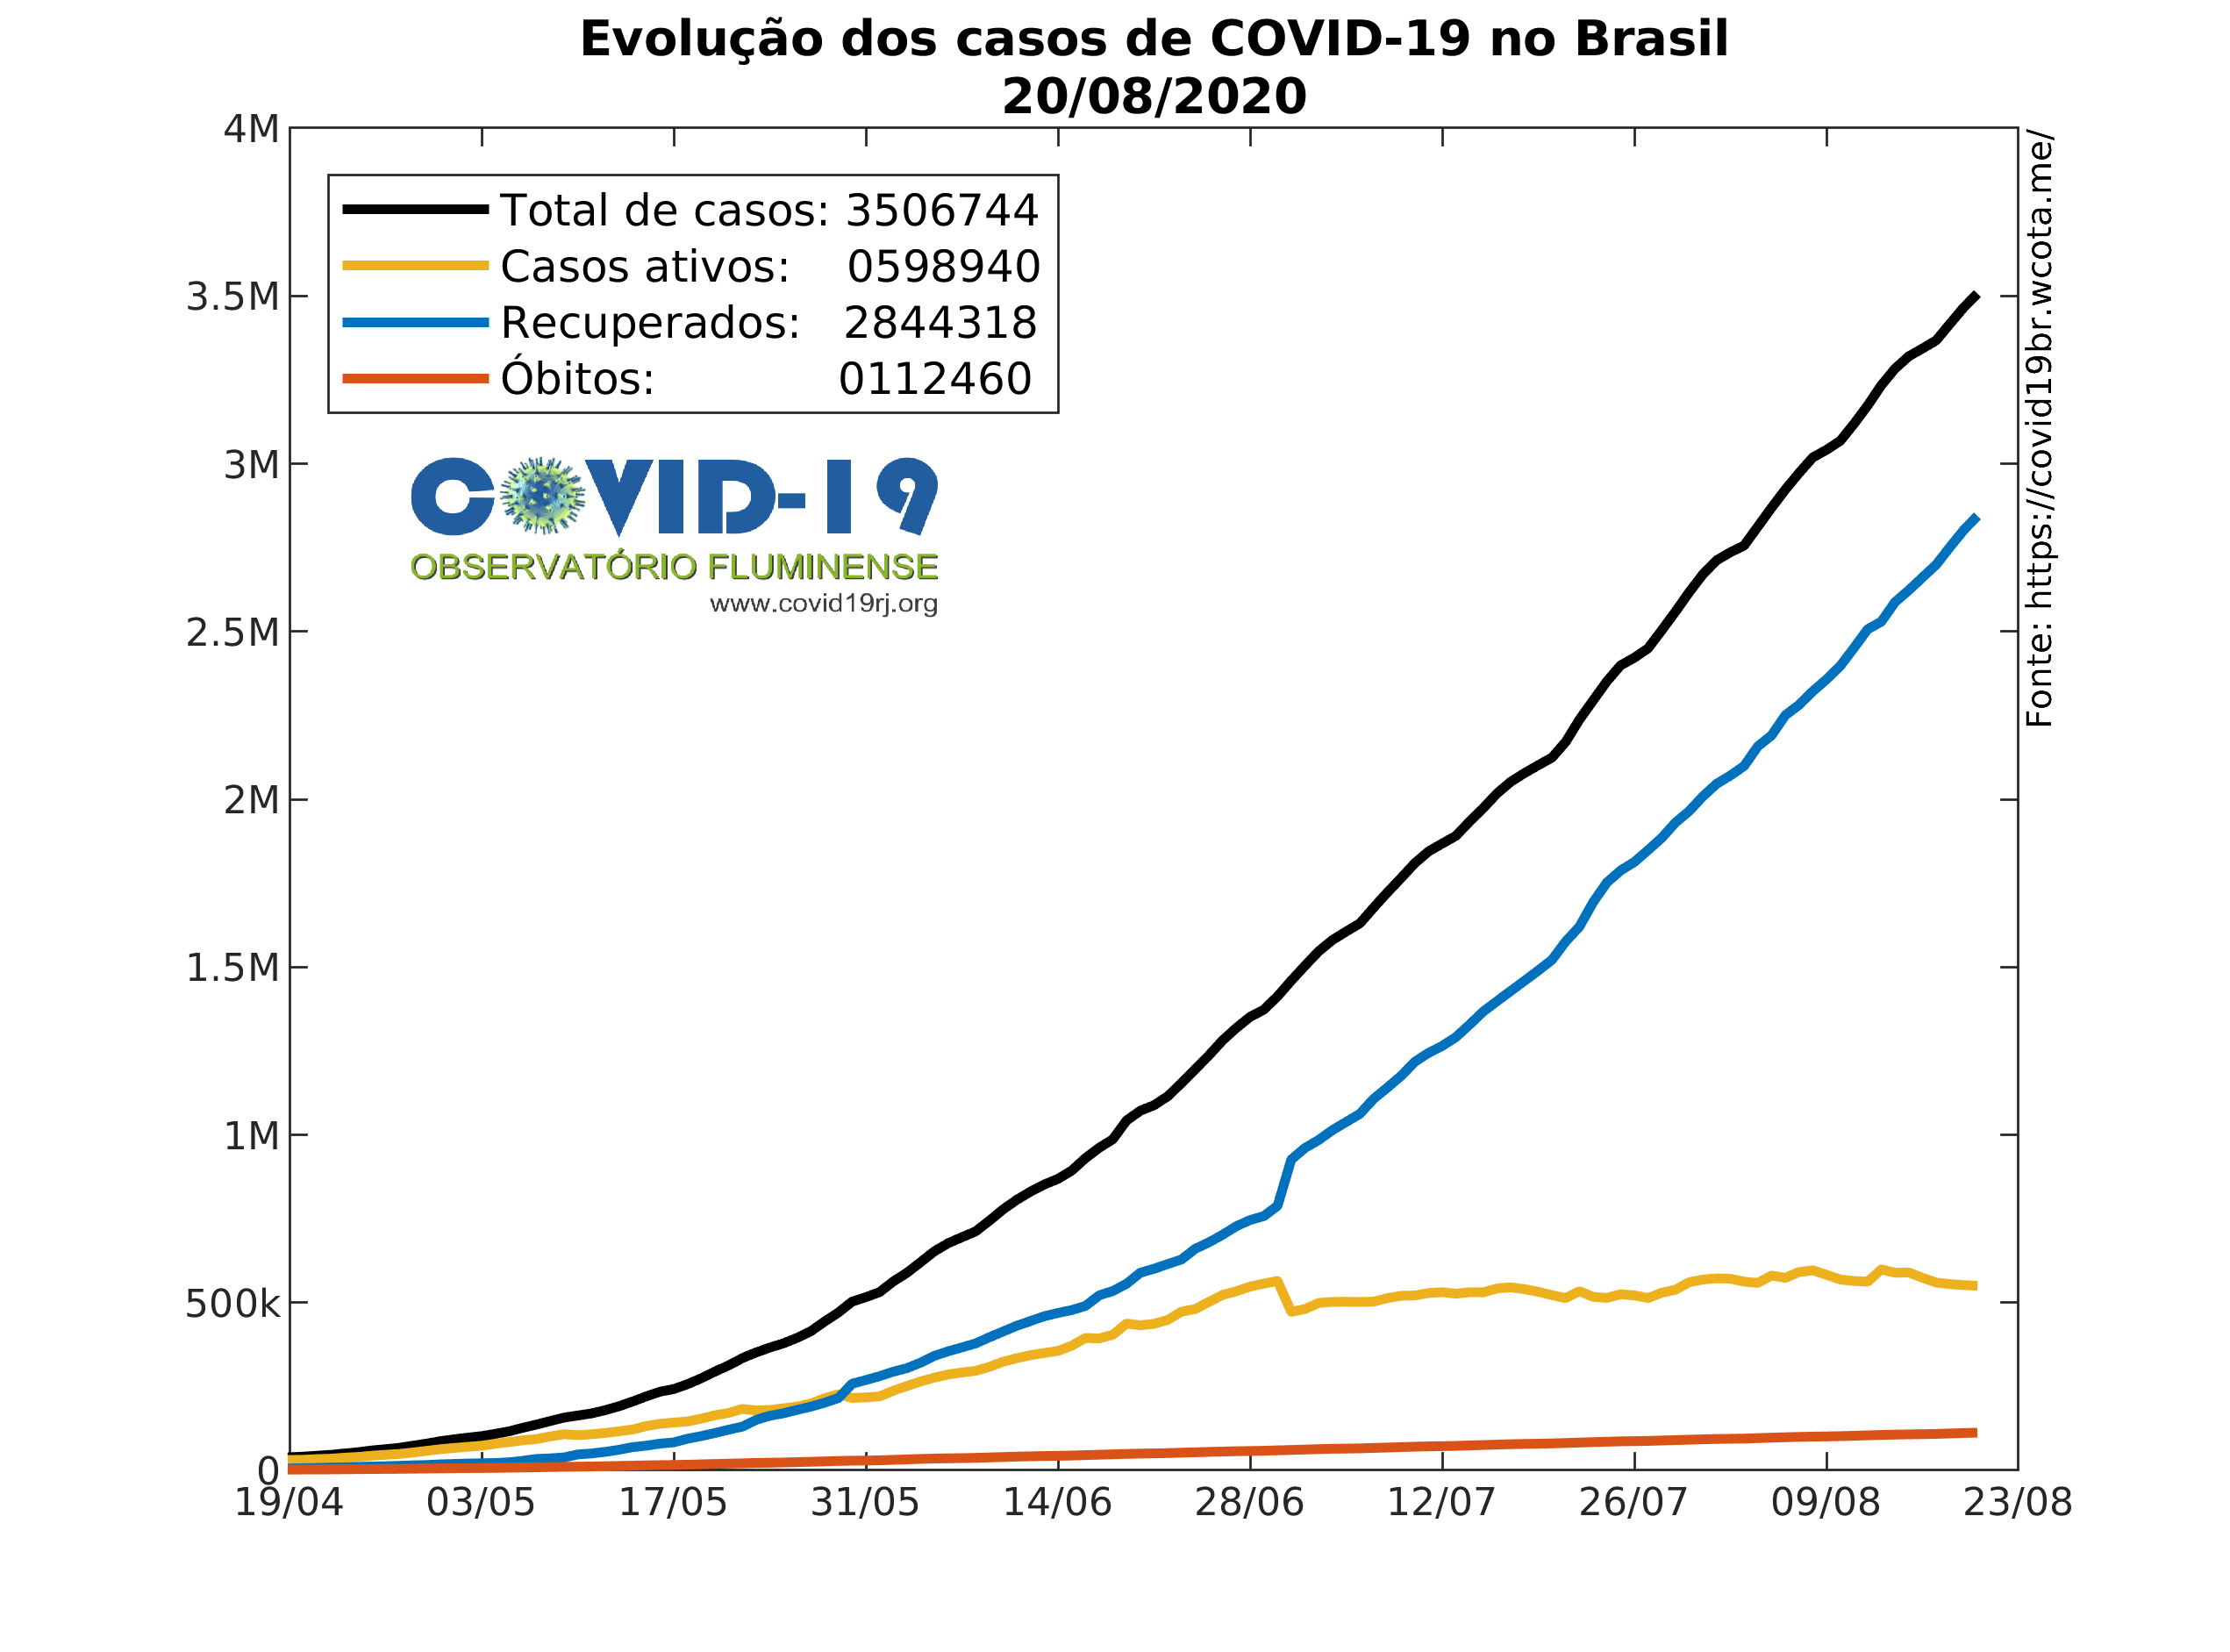 Evolução dos casos de COVID-19 no Brasil
20/08/2020
4M
3.5M
3M
2.5M
2M
1.5M
1M
500k
0
Total de casos: 3506744
Casos ativos: 0598940
Recuperados: 2844318
Óbitos: 0112460
COVID-19
OBSERVATÓRIO FLUMINENSE
www.covid19rj.org
Fonte: https://covid19br.wcota.me/
19/04 03/05 17/05 31/05 14/06 28/06 12/07 26/07 09/08 23/08